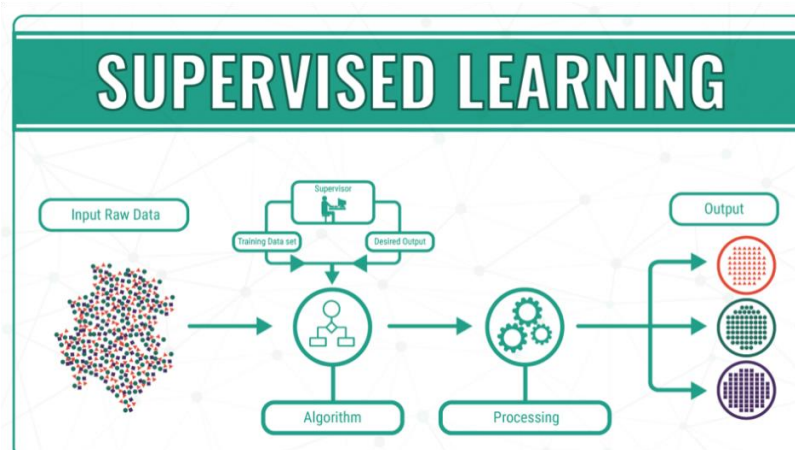 SUPERVISED LEARNING
Input Raw Data
Supervisor
Training Data set
Desired Output
Algorithm
Processing
Output